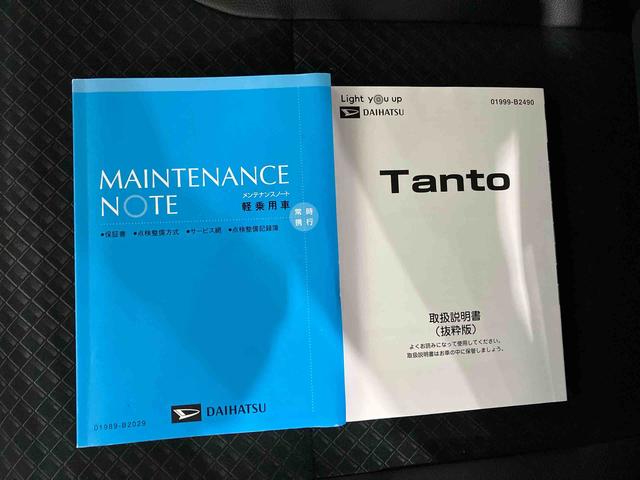 MAINTENANCE
NOTE
メンテナンスノート
軽乗用車
常時
携行
●保証書 ●点検整備方式 ●サービス網 ●点検整備記録簿
01989-B2029
DAIHATSU
Light you up
DAIHATSU
01999-B2490
Tanto
取扱説明書
（抜粋版）
よくお読みになって使用してください。
取扱説明書はお車の中に保管しましょう。